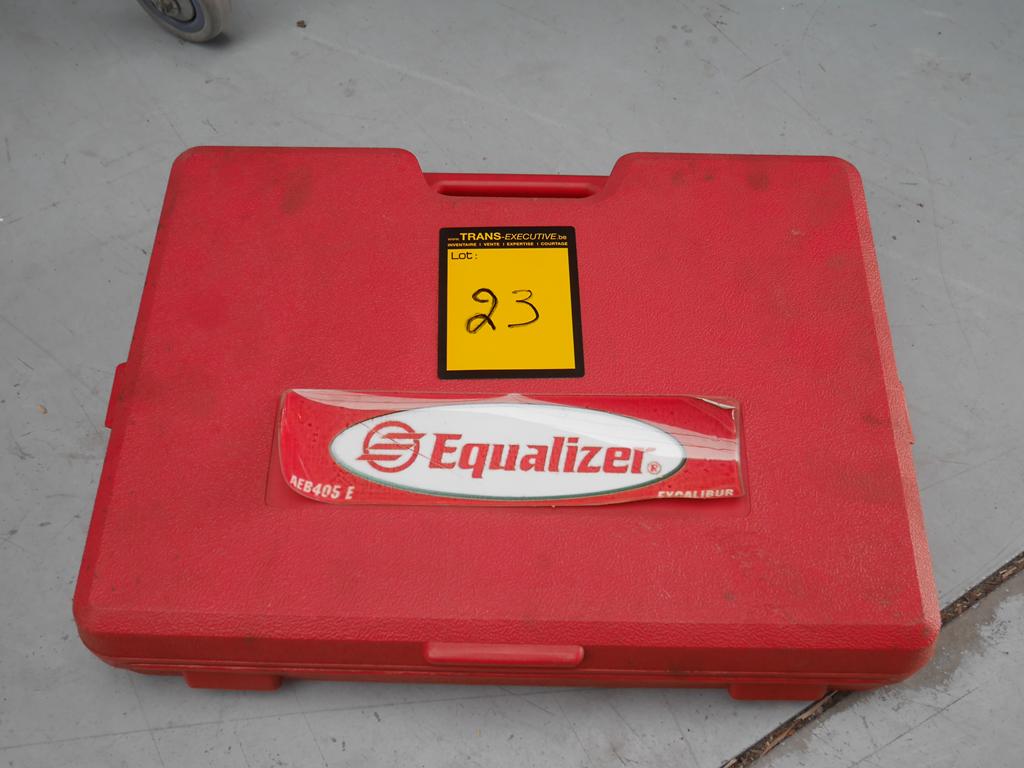 www.TRANS-EXECUTIVE.be
INVENTAIRE | VENTE | EXPERTISE | COURTAGE
Lot:
23
Equalizer®
AEB405 E EXCALIBUR